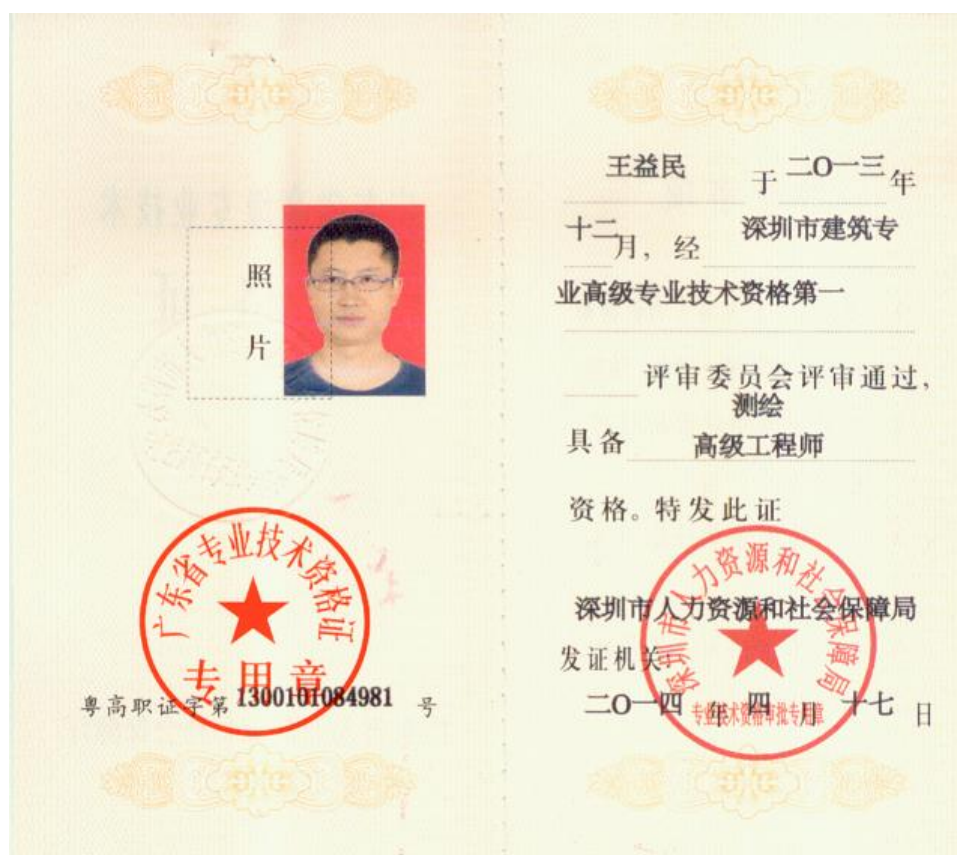 照
片
广东省专业技术资格证
专用章
粤高职证字第 1300101084981 号
王益民 于 二O一三 年
十二 月，经 深圳市建筑专
业高级专业技术资格第一
评审委员会评审通过，
测绘
具备 高级工程师
资格。特发此证
深圳市人力资源和社会保障局
深圳市人力资源和社会保障局
发证机关：
专业技术资格审批专用章
二O一四 年 四 月 十七 日